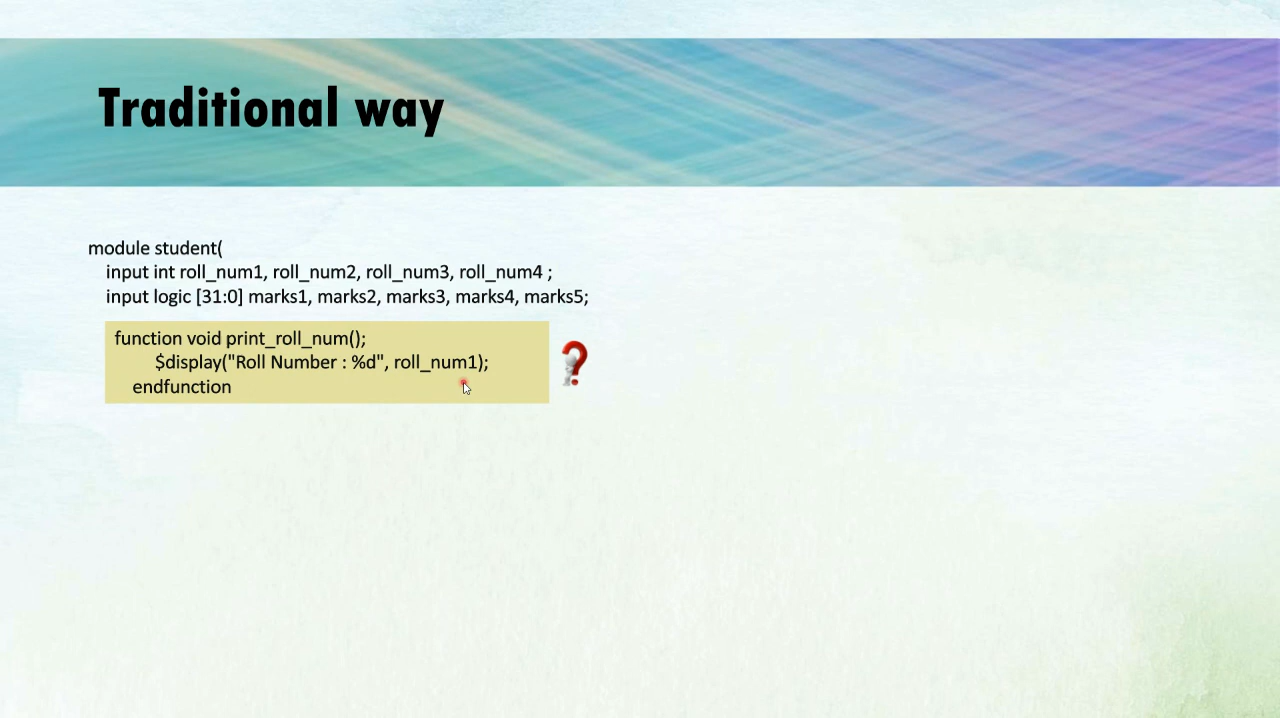 Traditional way
module student(
input int roll_num1, roll_num2, roll_num3, roll_num4 ;
input logic [31:0] marks1, marks2, marks3, marks4, marks5;
function void print_roll_num();
$display("Roll Number : %d", roll_num1);
endfunction